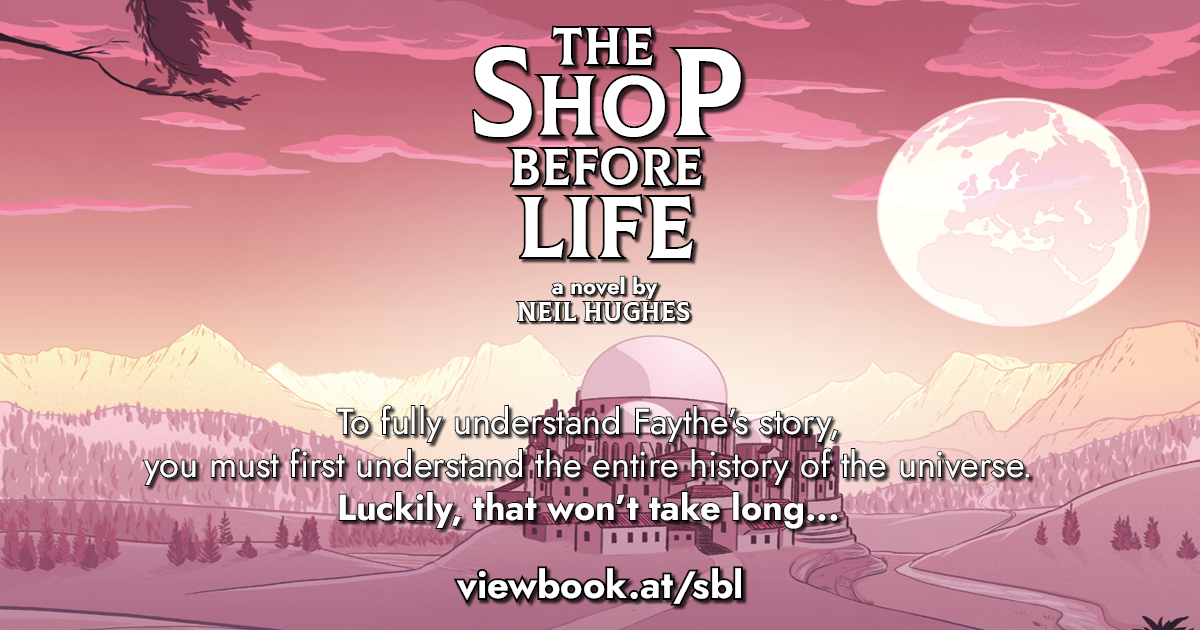 THE
SHOP
BEFORE
LIFE
a novel by
NEIL HUGHES
To fully understand Faythe's story,
you must first understand the entire history of the universe.
Luckily, that won't take long...
viewbook.at/sbl